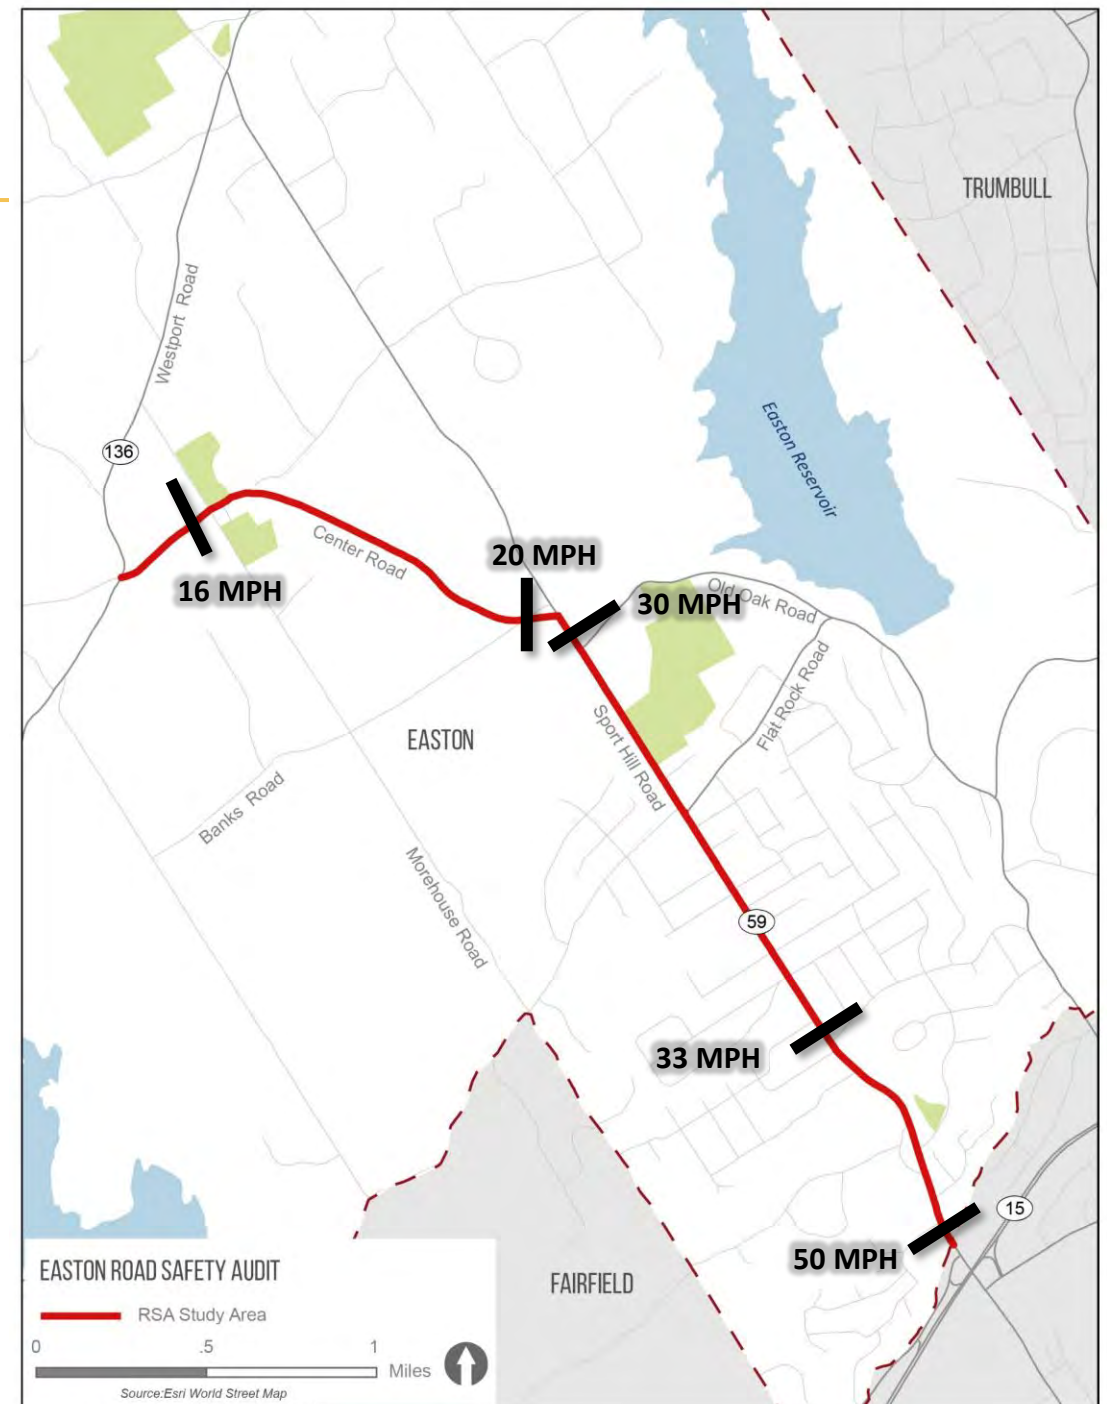 TRUMBULL
Westport Road
136
Easton Reservoir
Center Road
20 MPH
16 MPH
30 MPH
Old Oak Road
Flat Rock Road
Sport Hill Road
EASTON
Banks Road
Morehouse Road
59
33 MPH
15
50 MPH
FAIRFIELD
EASTON ROAD SAFETY AUDIT
RSA Study Area
0 .5 1
Miles
Source:Esri World Street Map